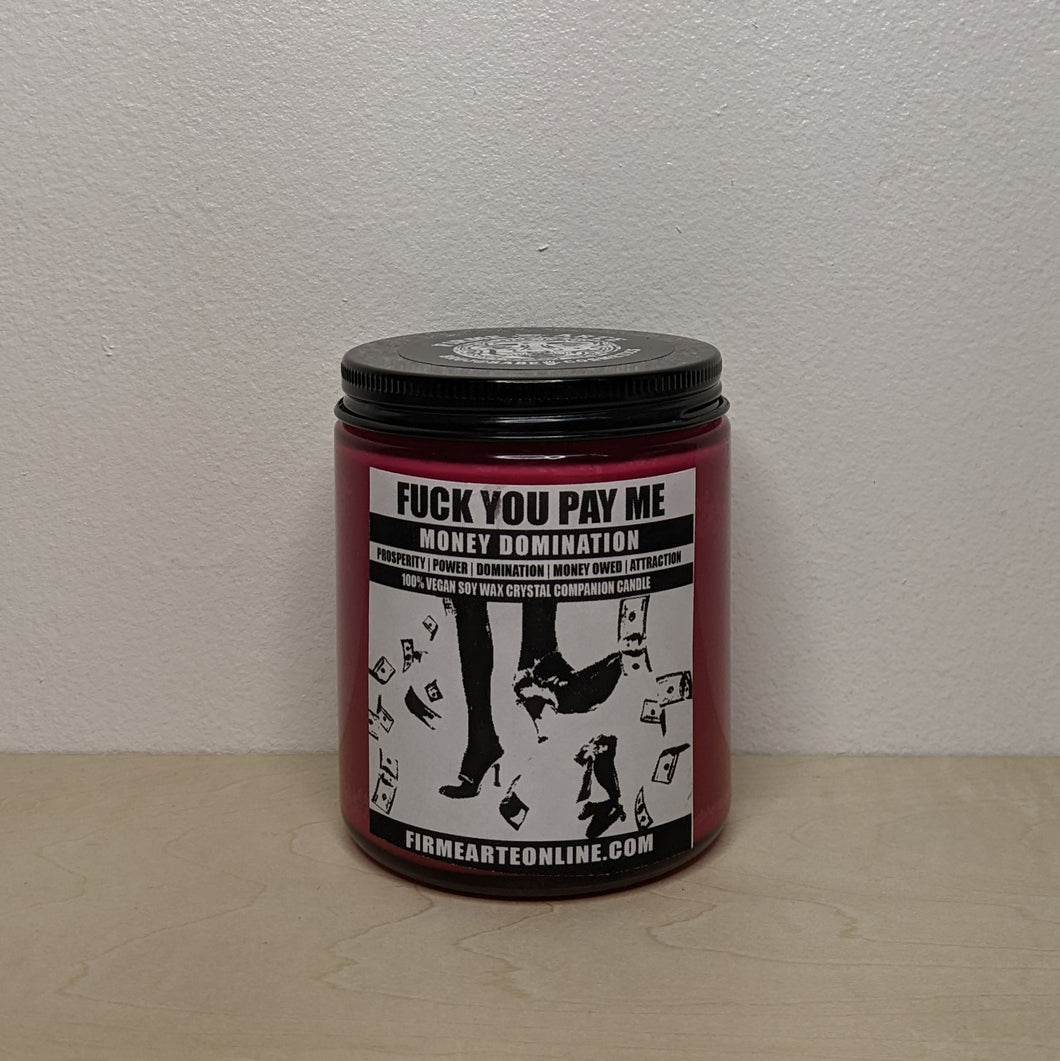 FUCK YOU PAY ME
MONEY DOMINATION
PROSPERITY | POWER | DOMINATION | MONEY OWED | ATTRACTION
100% VEGAN SOY WAX CRYSTAL COMPANION CANDLE
FIRMEARTEONLINE.COM